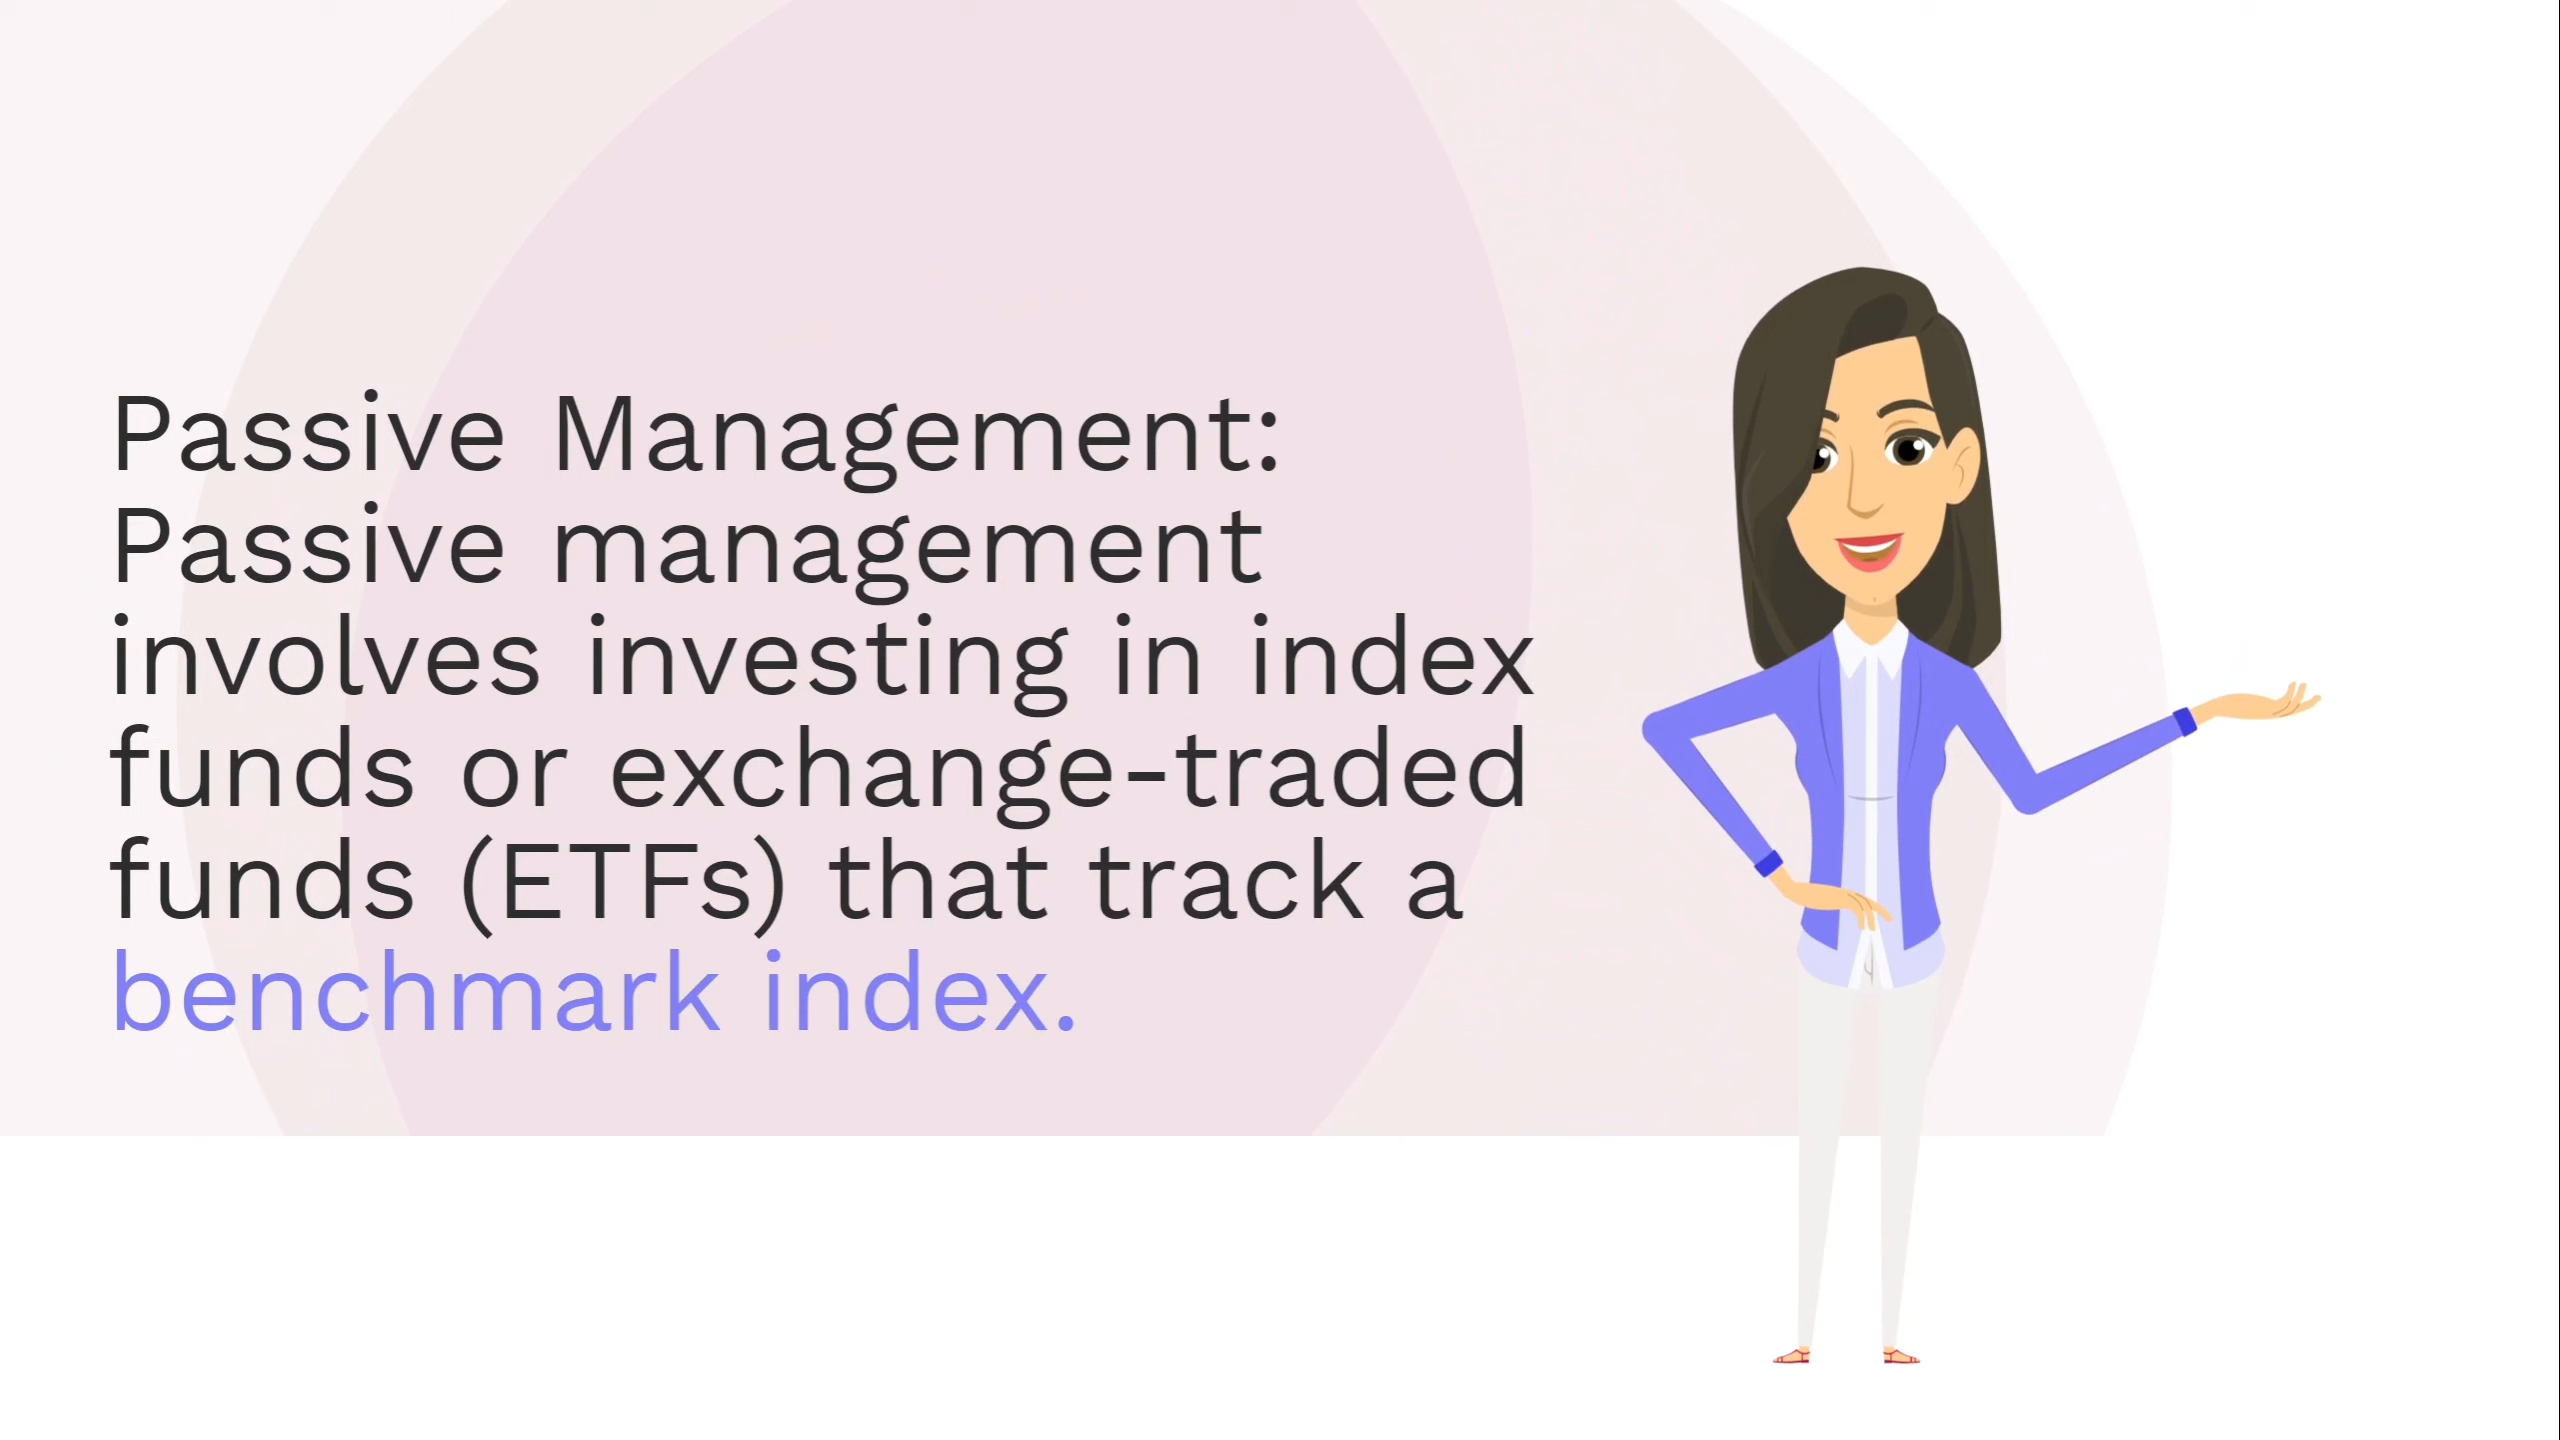 Passive Management:
Passive management
involves investing in index
funds or exchange-traded
funds (ETFs) that track a
benchmark index.